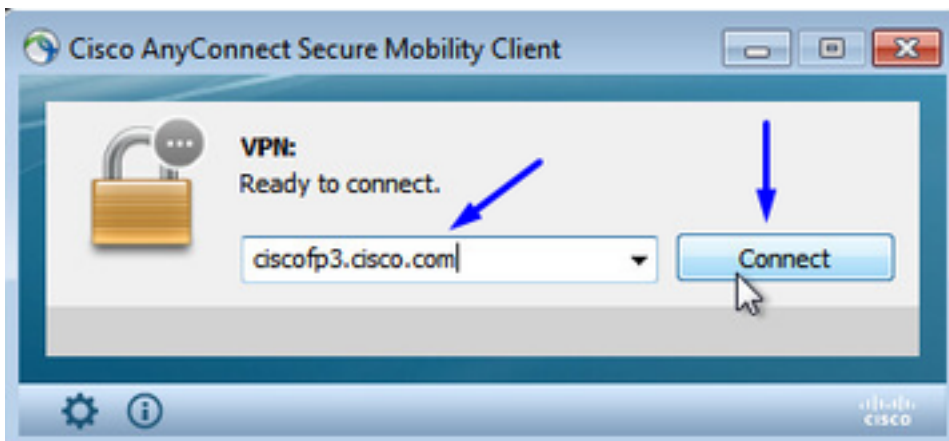 Cisco AnyConnect Secure Mobility Client
VPN:
Ready to connect.
ciscofp3.cisco.com
Connect
CISCO